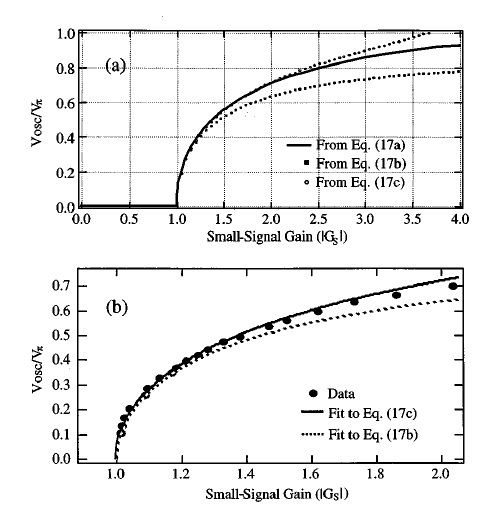 (a)
Vosc/Vπ
1.0
0.8
0.6
0.4
0.2
0.0
From Eq. (17a)
From Eq. (17b)
From Eq. (17c)
0.0 0.5 1.0 1.5 2.0 2.5 3.0 3.5 4.0
Small-Signal Gain (|Gs|)
(b)
Vosc/Vπ
0.7
0.6
0.5
0.4
0.3
0.2
0.1
0.0
Data
Fit to Eq. (17c)
Fit to Eq. (17b)
1.0 1.2 1.4 1.6 1.8 2.0
Small-Signal Gain (|Gs|)